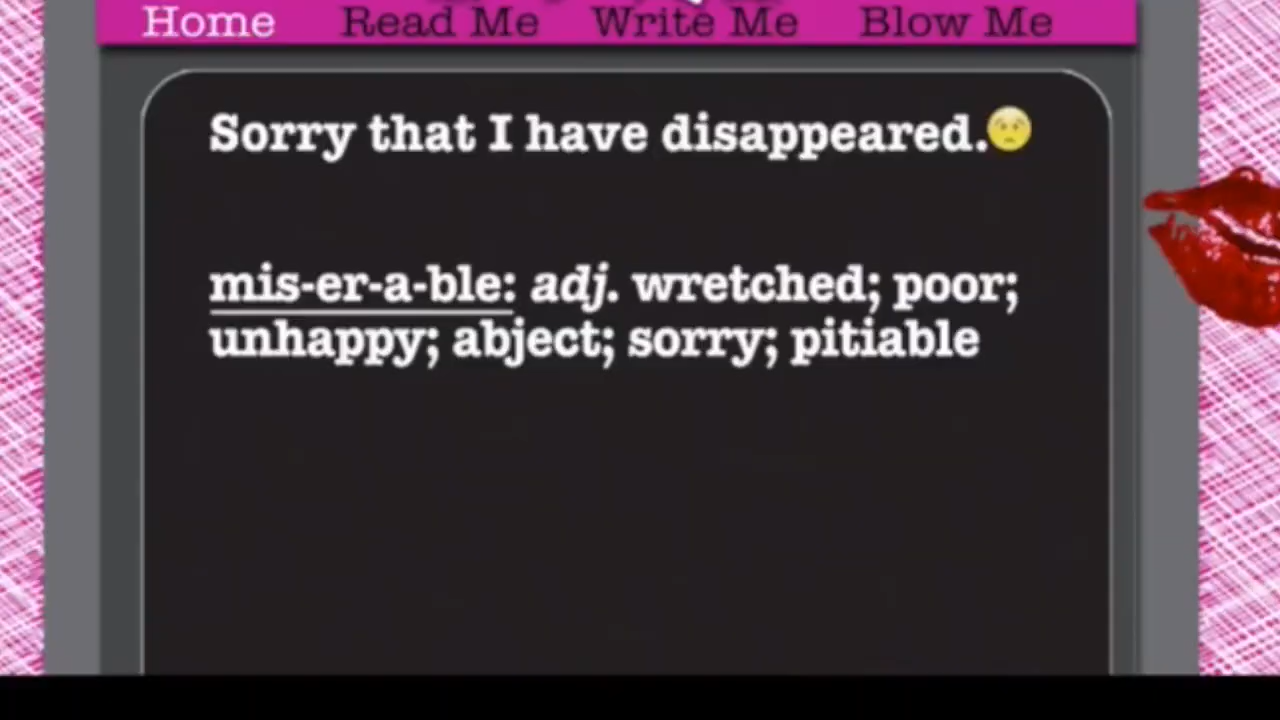 Home Read Me Write Me Blow Me
Sorry that I have disappeared.
mis-er-a-ble: adj. wretched; poor;
unhappy; abject; sorry; pitiable